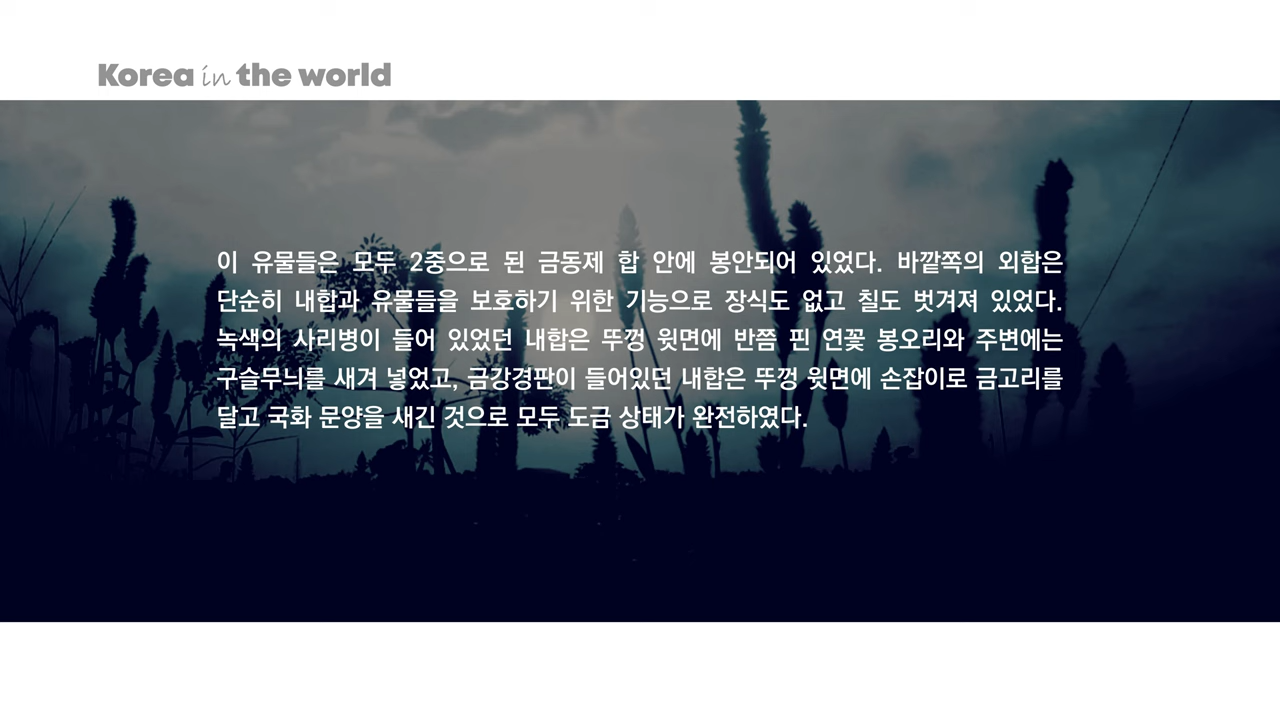 Korea in the world
이 유물들은 모두 2중으로 된 금동제 합 안에 봉안되어 있었다. 바깥쪽의 외합은
단순히 내합과 유물들을 보호하기 위한 기능으로 장식도 없고 칠도 벗겨져 있었다.
녹색의 사리병이 들어 있었던 내합은 뚜껑 윗면에 반쯤 핀 연꽃 봉오리와 주변에는
구슬무늬를 새겨 넣었고, 금강경판이 들어있던 내합은 뚜껑 윗면에 손잡이로 금고리를
달고 국화 문양을 새긴 것으로 모두 도금 상태가 완전하였다.